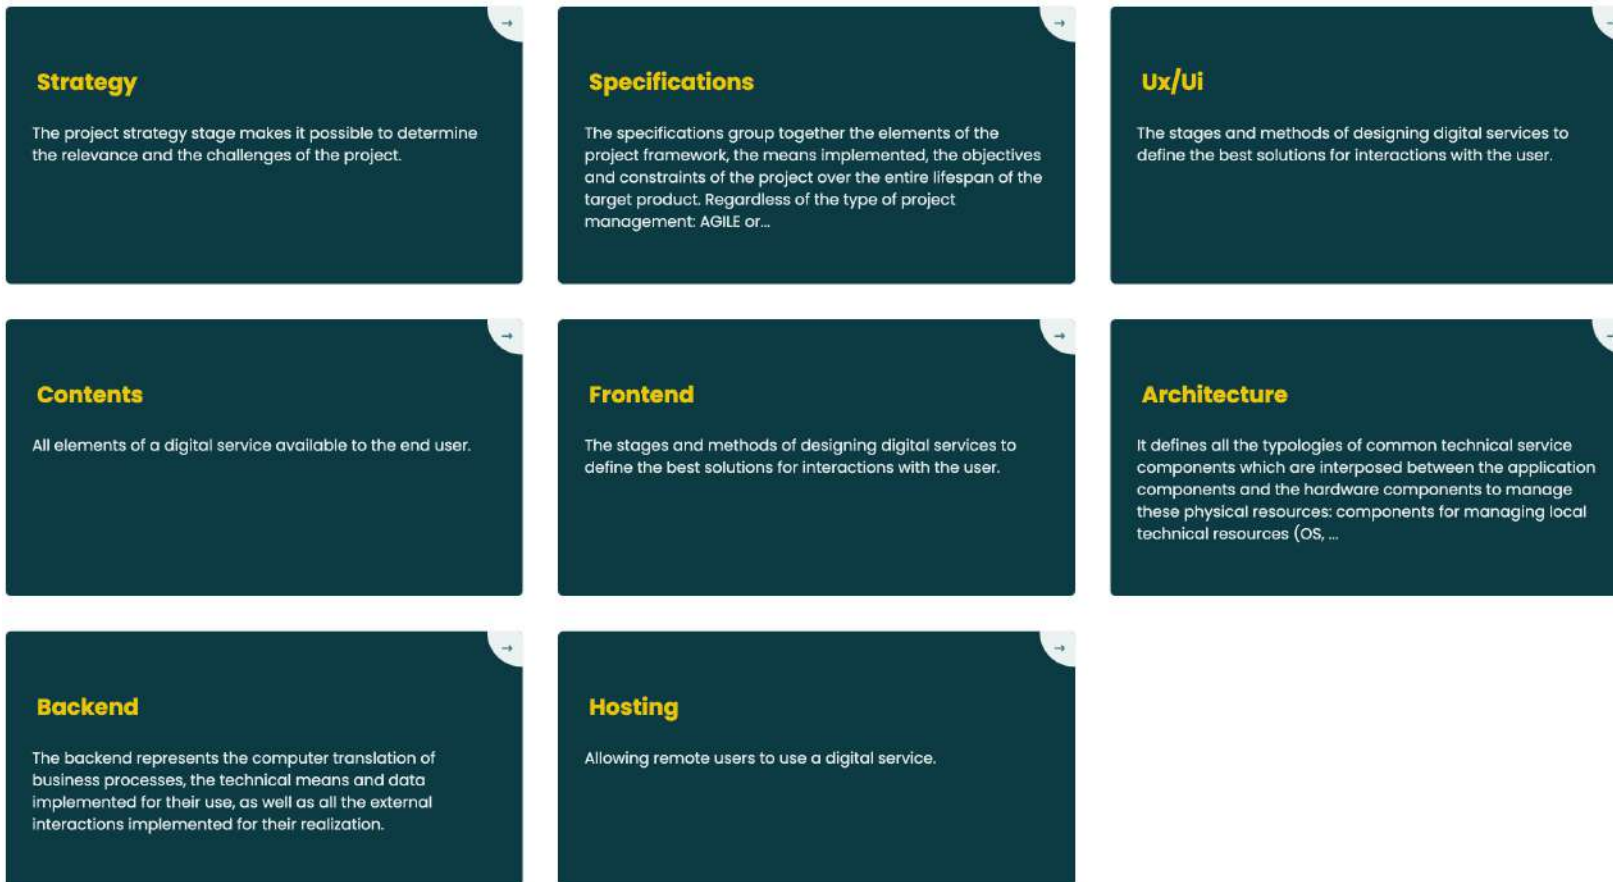 →
Strategy
The project strategy stage makes it possible to determine
the relevance and the challenges of the project.
→
Specifications
The specifications group together the elements of the
project framework, the means implemented, the objectives
and constraints of the project over the entire lifespan of the
target product. Regardless of the type of project
management: AGILE or...
→
Ux/Ui
The stages and methods of designing digital services to
define the best solutions for interactions with the user.
→
Contents
All elements of a digital service available to the end user.
→
Frontend
The stages and methods of designing digital services to
define the best solutions for interactions with the user.
→
Architecture
It defines all the typologies of common technical service
components which are interposed between the application
components and the hardware components to manage
these physical resources: components for managing local
technical resources (OS, ...
→
Backend
The backend represents the computer translation of
business processes, the technical means and data
implemented for their use, as well as all the external
interactions implemented for their realization.
→
Hosting
Allowing remote users to use a digital service.